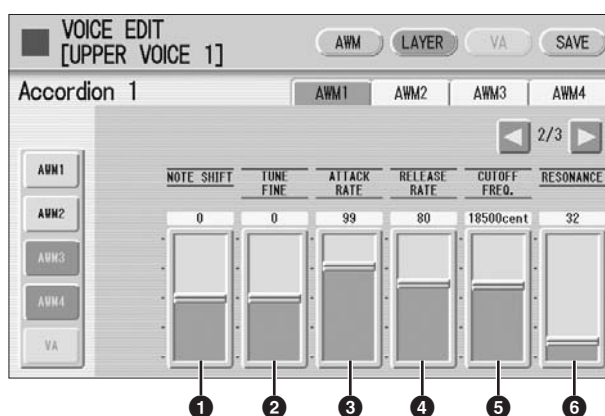 VOICE EDIT
[UPPER VOICE 1]
AWM LAYER VA SAVE
Accordion 1
AWM1 AWM2 AWM3 AWM4
2/3
AWM1
AWM2
AWM3
AWM4
VA
NOTE SHIFT TUNE FINE ATTACK RATE RELEASE RATE CUTOFF FREQ. RESONANCE
0 0 99 80 18500cent 32
1 2 3 4 5 6